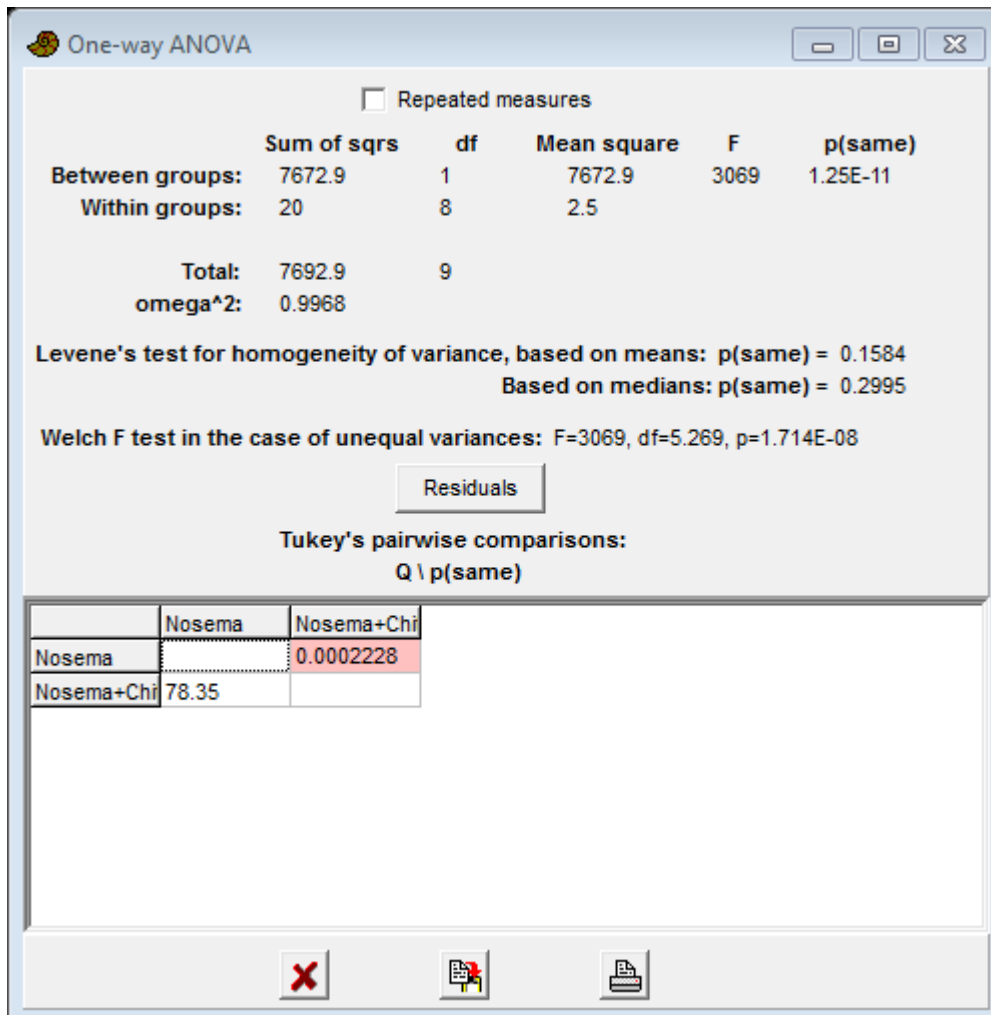 One-way ANOVA
Repeated measures
Sum of sqrs df Mean square F p(same)
Between groups: 7672.9 1 7672.9 3069 1.25E-11
Within groups: 20 8 2.5
Total: 7692.9 9
omega^2: 0.9968
Levene's test for homogeneity of variance, based on means: p(same) = 0.1584
Based on medians: p(same) = 0.2995
Welch F test in the case of unequal variances: F=3069, df=5.269, p=1.714E-08
Residuals
Tukey's pairwise comparisons:
Q \ p(same)
Nosema Nosema+Chi
Nosema 0.0002228
Nosema+Chi 78.35